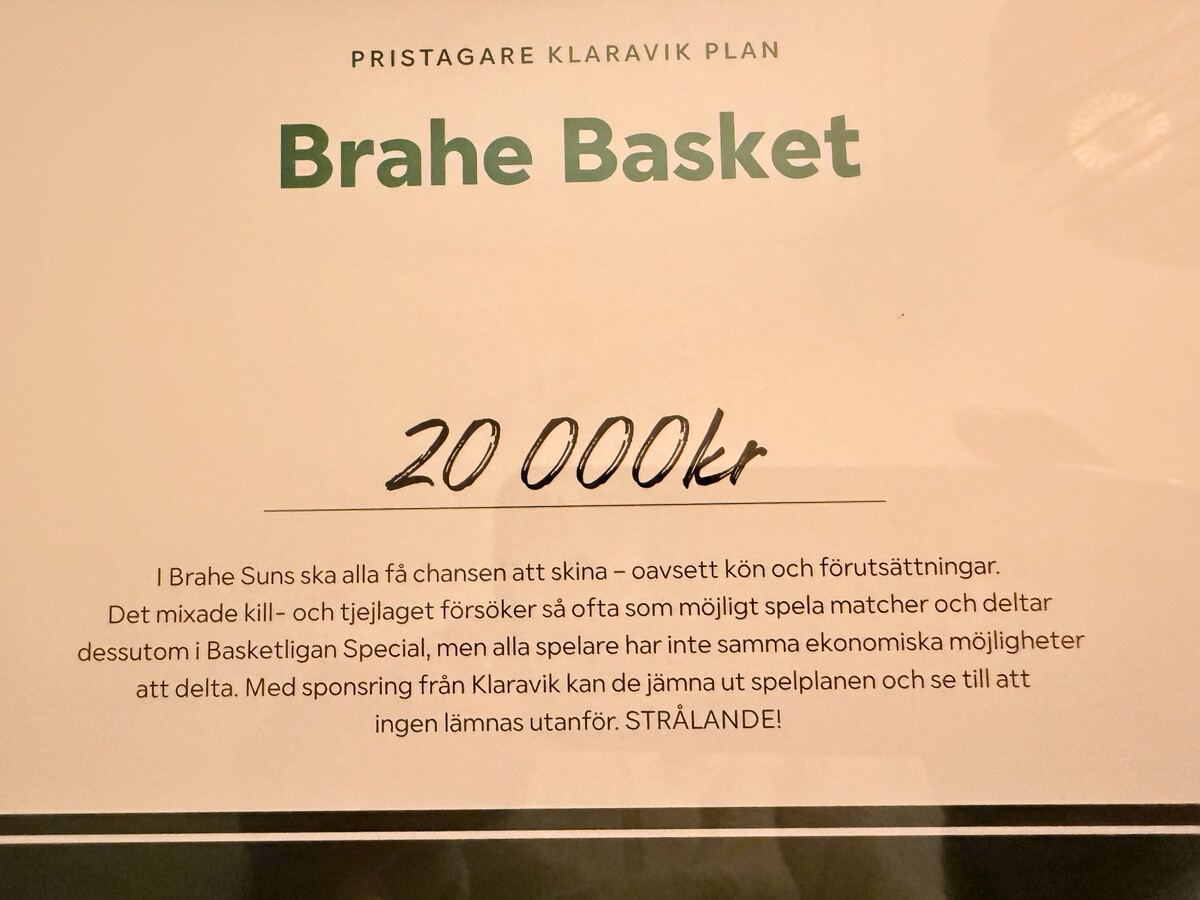 PRISTAGARE KLARAVIK PLAN
Brahe Basket
20 000kr
I Brahe Suns ska alla få chansen att skina – oavsett kön och förutsättningar.
Det mixade kill- och tjejlaget försöker så ofta som möjligt spela matcher och deltar
dessutom i Basketligan Special, men alla spelare har inte samma ekonomiska möjligheter
att delta. Med sponsring från Klaravik kan de jämna ut spelplanen och se till att
ingen lämnas utanför. STRÅLANDE!